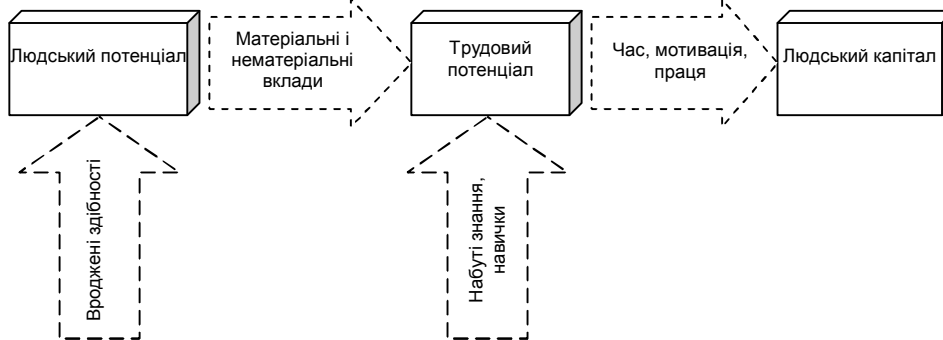 Людський потенціал
Матеріальні і
нематеріальні
вклади
Трудовий
потенціал
Час, мотивація,
праця
Людський капітал
Вроджені здібності
Набуті знання,
навички